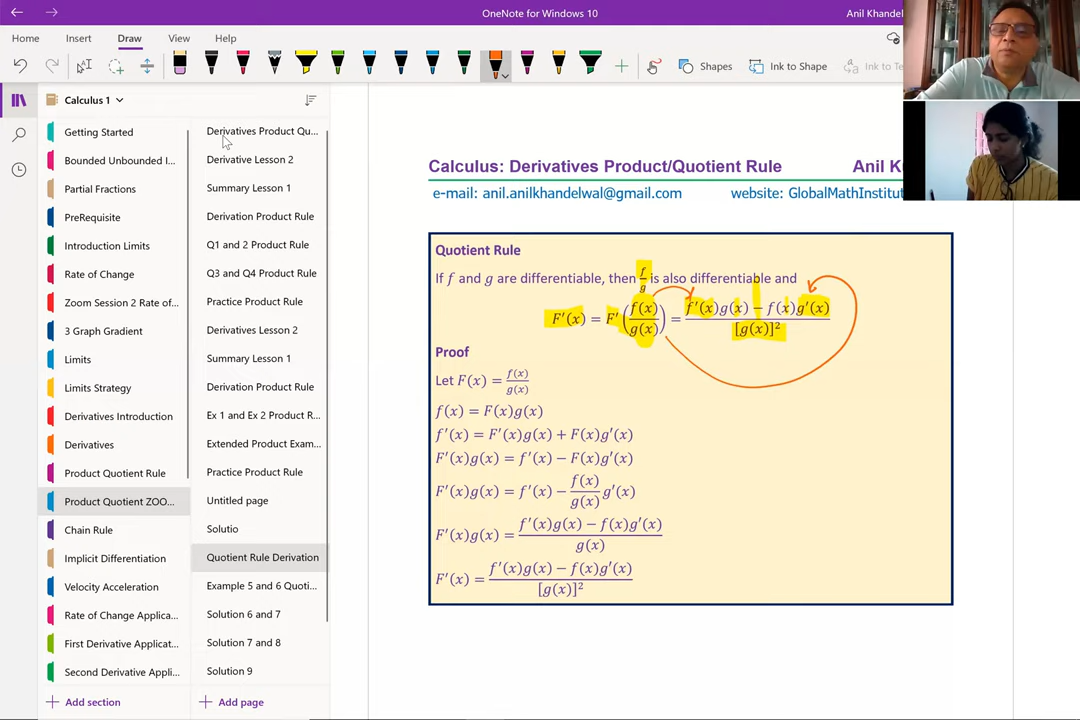 OneNote for Windows 10
Anil Khandel
Home Insert Draw View Help
Shapes Ink to Shape Ink to Te
Calculus 1
Getting Started
Bounded Unbounded I...
Partial Fractions
PreRequisite
Introduction Limits
Rate of Change
Zoom Session 2 Rate of...
3 Graph Gradient
Limits
Limits Strategy
Derivatives Introduction
Derivatives
Product Quotient Rule
Product Quotient ZOO...
Chain Rule
Implicit Differentiation
Velocity Acceleration
Rate of Change Applica...
First Derivative Applicat...
Second Derivative Appli...
Add section
Derivatives Product Qu...
Derivative Lesson 2
Summary Lesson 1
Derivation Product Rule
Q1 and 2 Product Rule
Q3 and Q4 Product Rule
Practice Product Rule
Derivatives Lesson 2
Summary Lesson 1
Derivation Product Rule
Ex 1 and Ex 2 Product R...
Extended Product Exam...
Practice Product Rule
Untitled page
Solutio
Quotient Rule Derivation
Example 5 and 6 Quoti...
Solution 6 and 7
Solution 7 and 8
Solution 9
Add page
Calculus: Derivatives Product/Quotient Rule Anil K
e-mail: anil.anilkhandelwal@gmail.com website: GlobalMathInstitut
Quotient Rule
If f and g are differentiable, then f/g is also differentiable and
F′(x) = F′(f(x)/g(x)) = f′(x)g(x) − f(x)g′(x) / [g(x)]²
Proof
Let F(x) = f(x)/g(x)
f(x) = F(x)g(x)
f′(x) = F′(x)g(x) + F(x)g′(x)
F′(x)g(x) = f′(x) − F(x)g′(x)
F′(x)g(x) = f′(x) − f(x)/g(x) g′(x)
F′(x)g(x) = f′(x)g(x) − f(x)g′(x) / g(x)
F′(x) = f′(x)g(x) − f(x)g′(x) / [g(x)]²